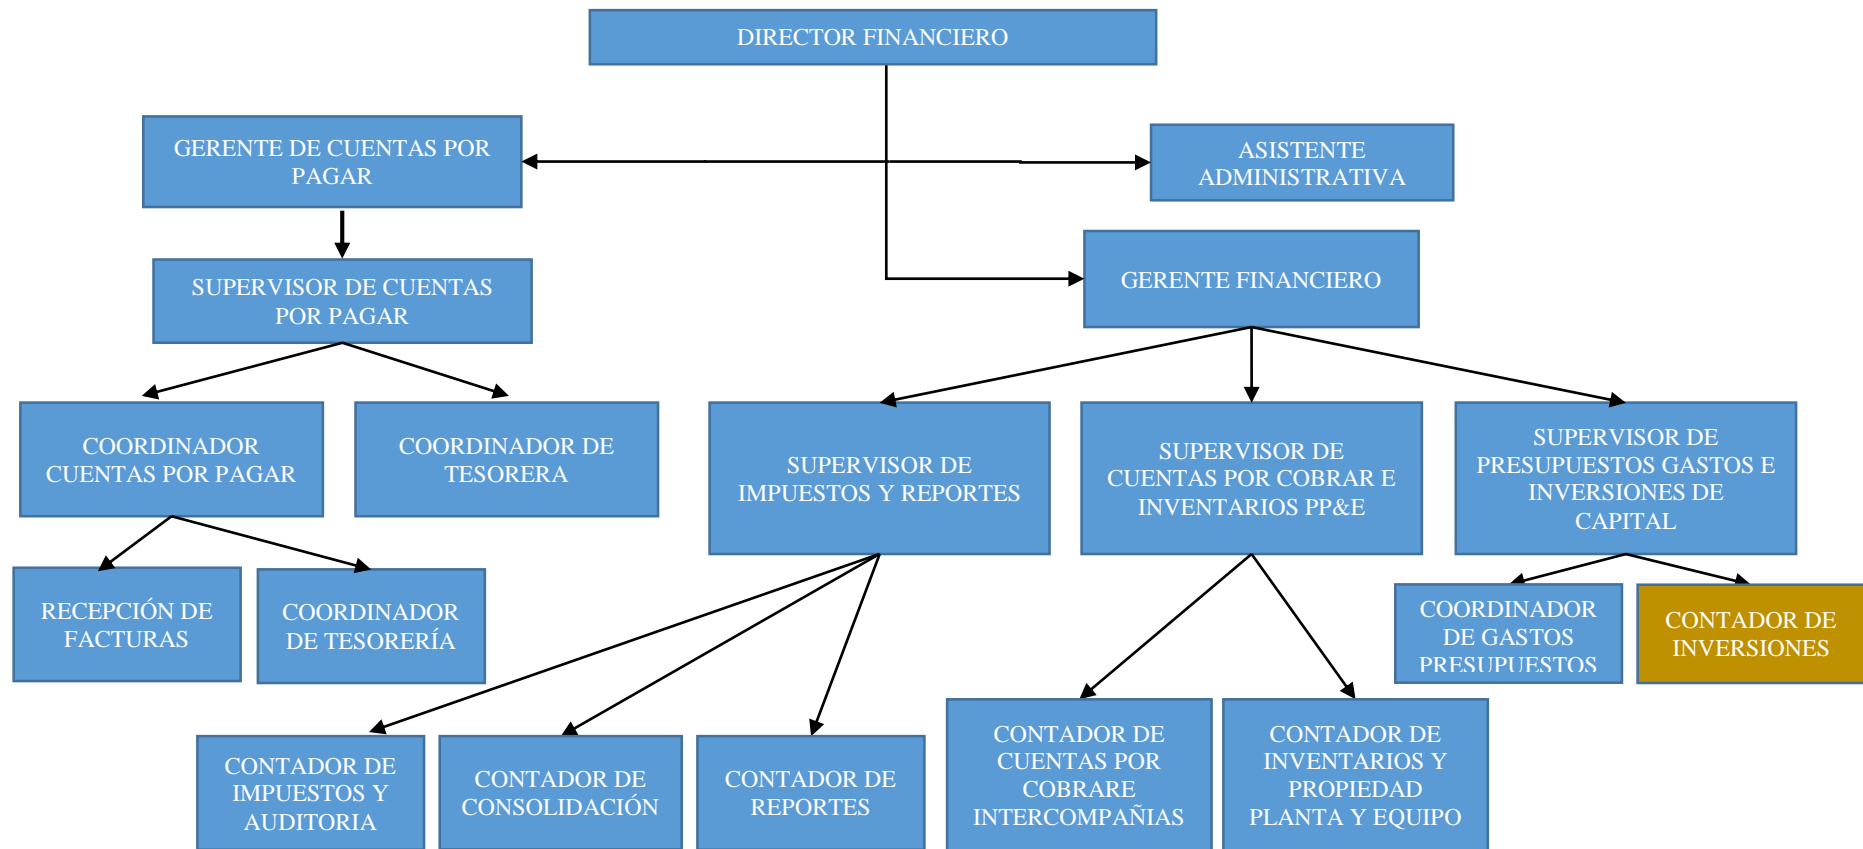 DIRECTOR FINANCIERO
GERENTE DE CUENTAS POR
PAGAR
ASISTENTE
ADMINISTRATIVA
SUPERVISOR DE CUENTAS
POR PAGAR
GERENTE FINANCIERO
COORDINADOR
CUENTAS POR PAGAR
COORDINADOR DE
TESORERA
SUPERVISOR DE
IMPUESTOS Y REPORTES
SUPERVISOR DE
CUENTAS POR COBRAR E
INVENTARIOS PP&E
SUPERVISOR DE
PRESUPUESTOS GASTOS E
INVERSIONES DE
CAPITAL
RECEPCIÓN DE
FACTURAS
COORDINADOR
DE TESORERÍA
COORDINADOR
DE GASTOS
PRESUPUESTOS
CONTADOR DE
INVERSIONES
CONTADOR DE
IMPUESTOS Y
AUDITORIA
CONTADOR DE
CONSOLIDACIÓN
CONTADOR DE
REPORTES
CONTADOR DE
CUENTAS POR
COBRARE
INTERCOMPAÑIAS
CONTADOR DE
INVENTARIOS Y
PROPIEDAD
PLANTA Y EQUIPO